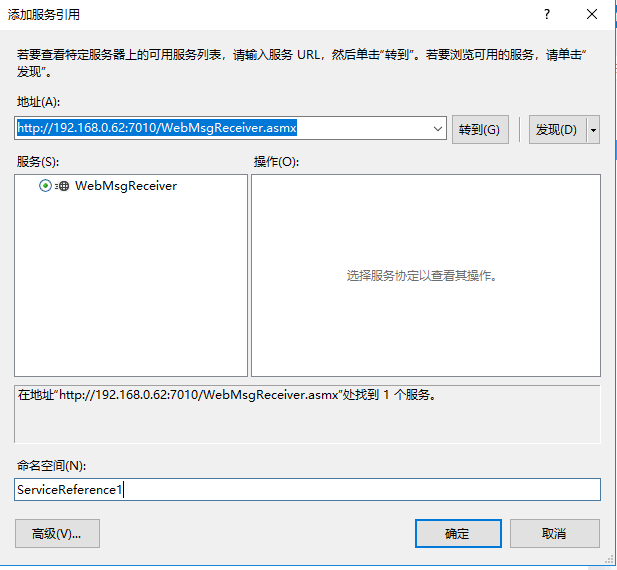 添加服务引用
?
若要查看特定服务器上的可用服务列表，请输入服务 URL，然后单击“转到”。若要浏览可用的服务，请单击“
发现”。
地址(A):
http://192.168.0.62:7010/WebMsgReceiver.asmx
转到(G)
发现(D)
服务(S):
操作(O):
WebMsgReceiver
选择服务协定以查看其操作。
在地址“http://192.168.0.62:7010/WebMsgReceiver.asmx”处找到 1 个服务。
命名空间(N):
ServiceReference1
高级(V)...
确定
取消